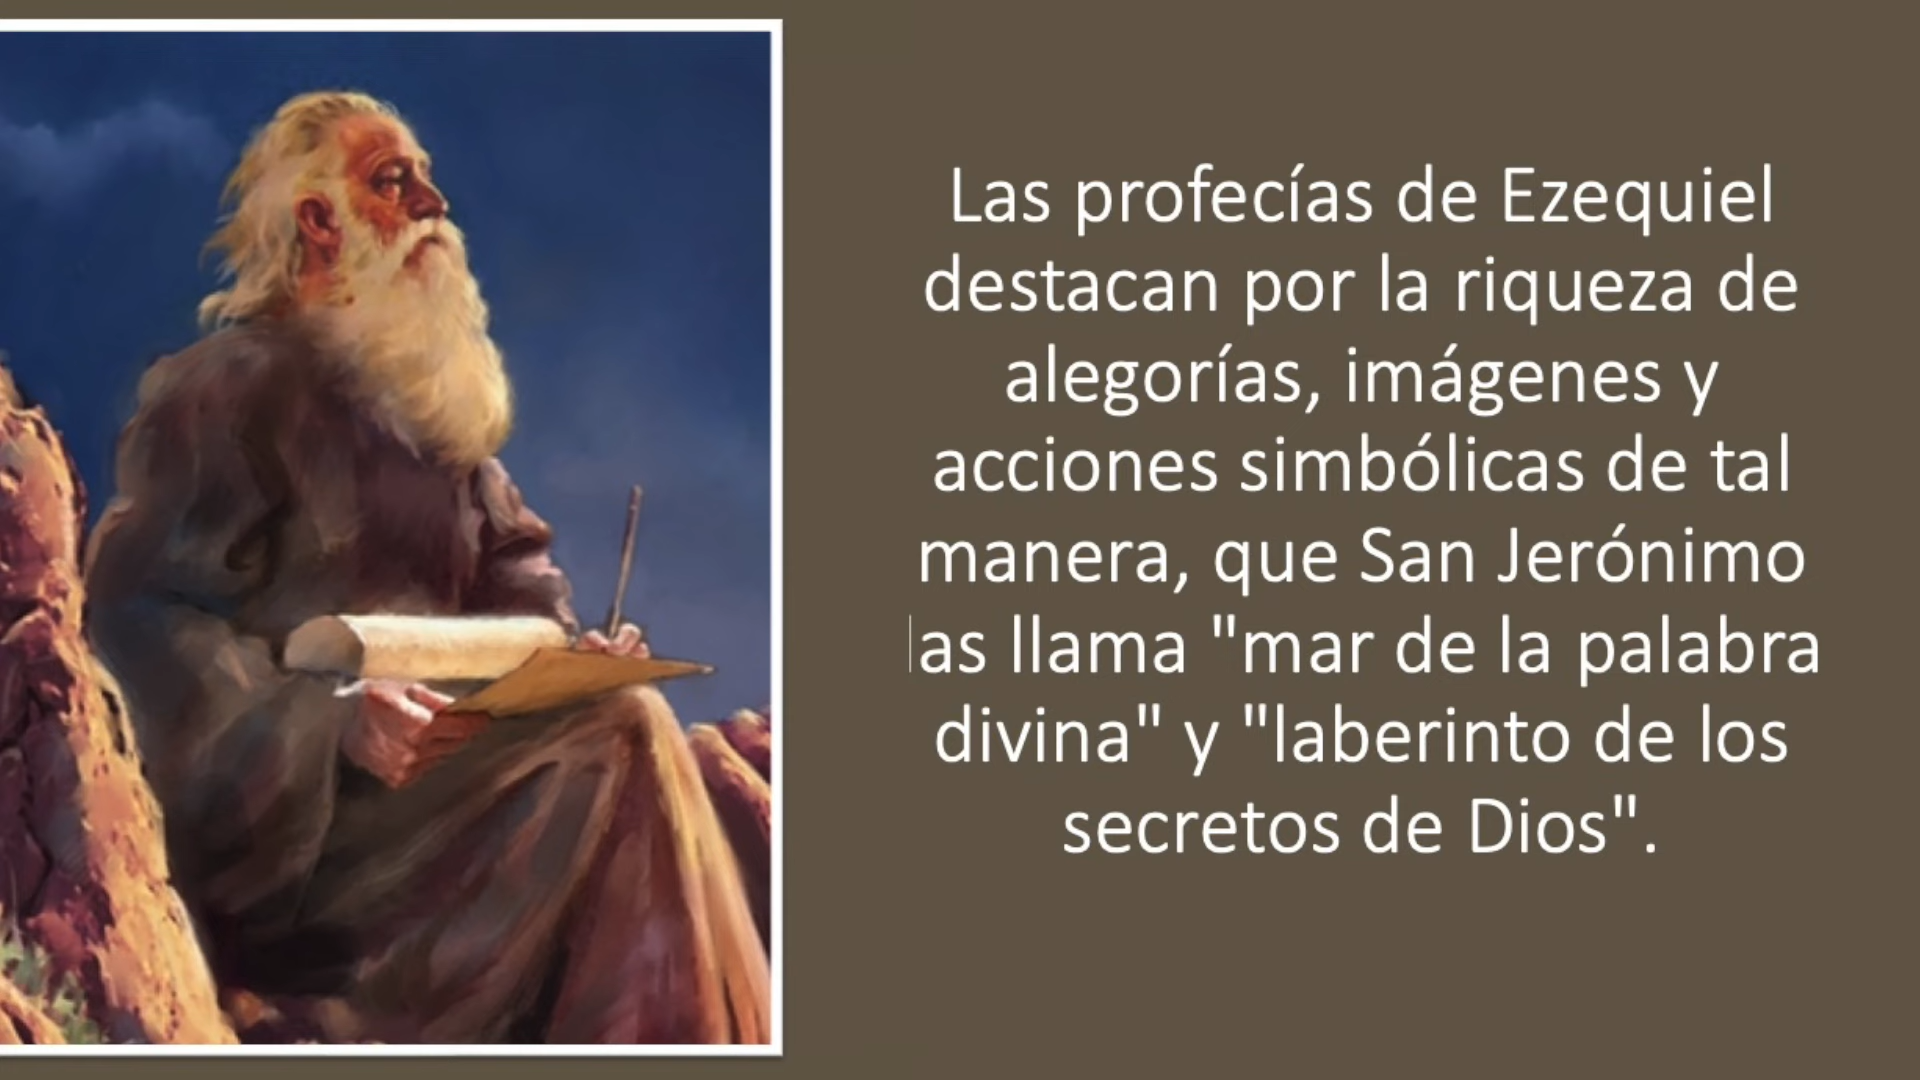 Las profecías de Ezequiel
destacan por la riqueza de
alegorías, imágenes y
acciones simbólicas de tal
manera, que San Jerónimo
las llama "mar de la palabra
divina" y "laberinto de los
secretos de Dios".